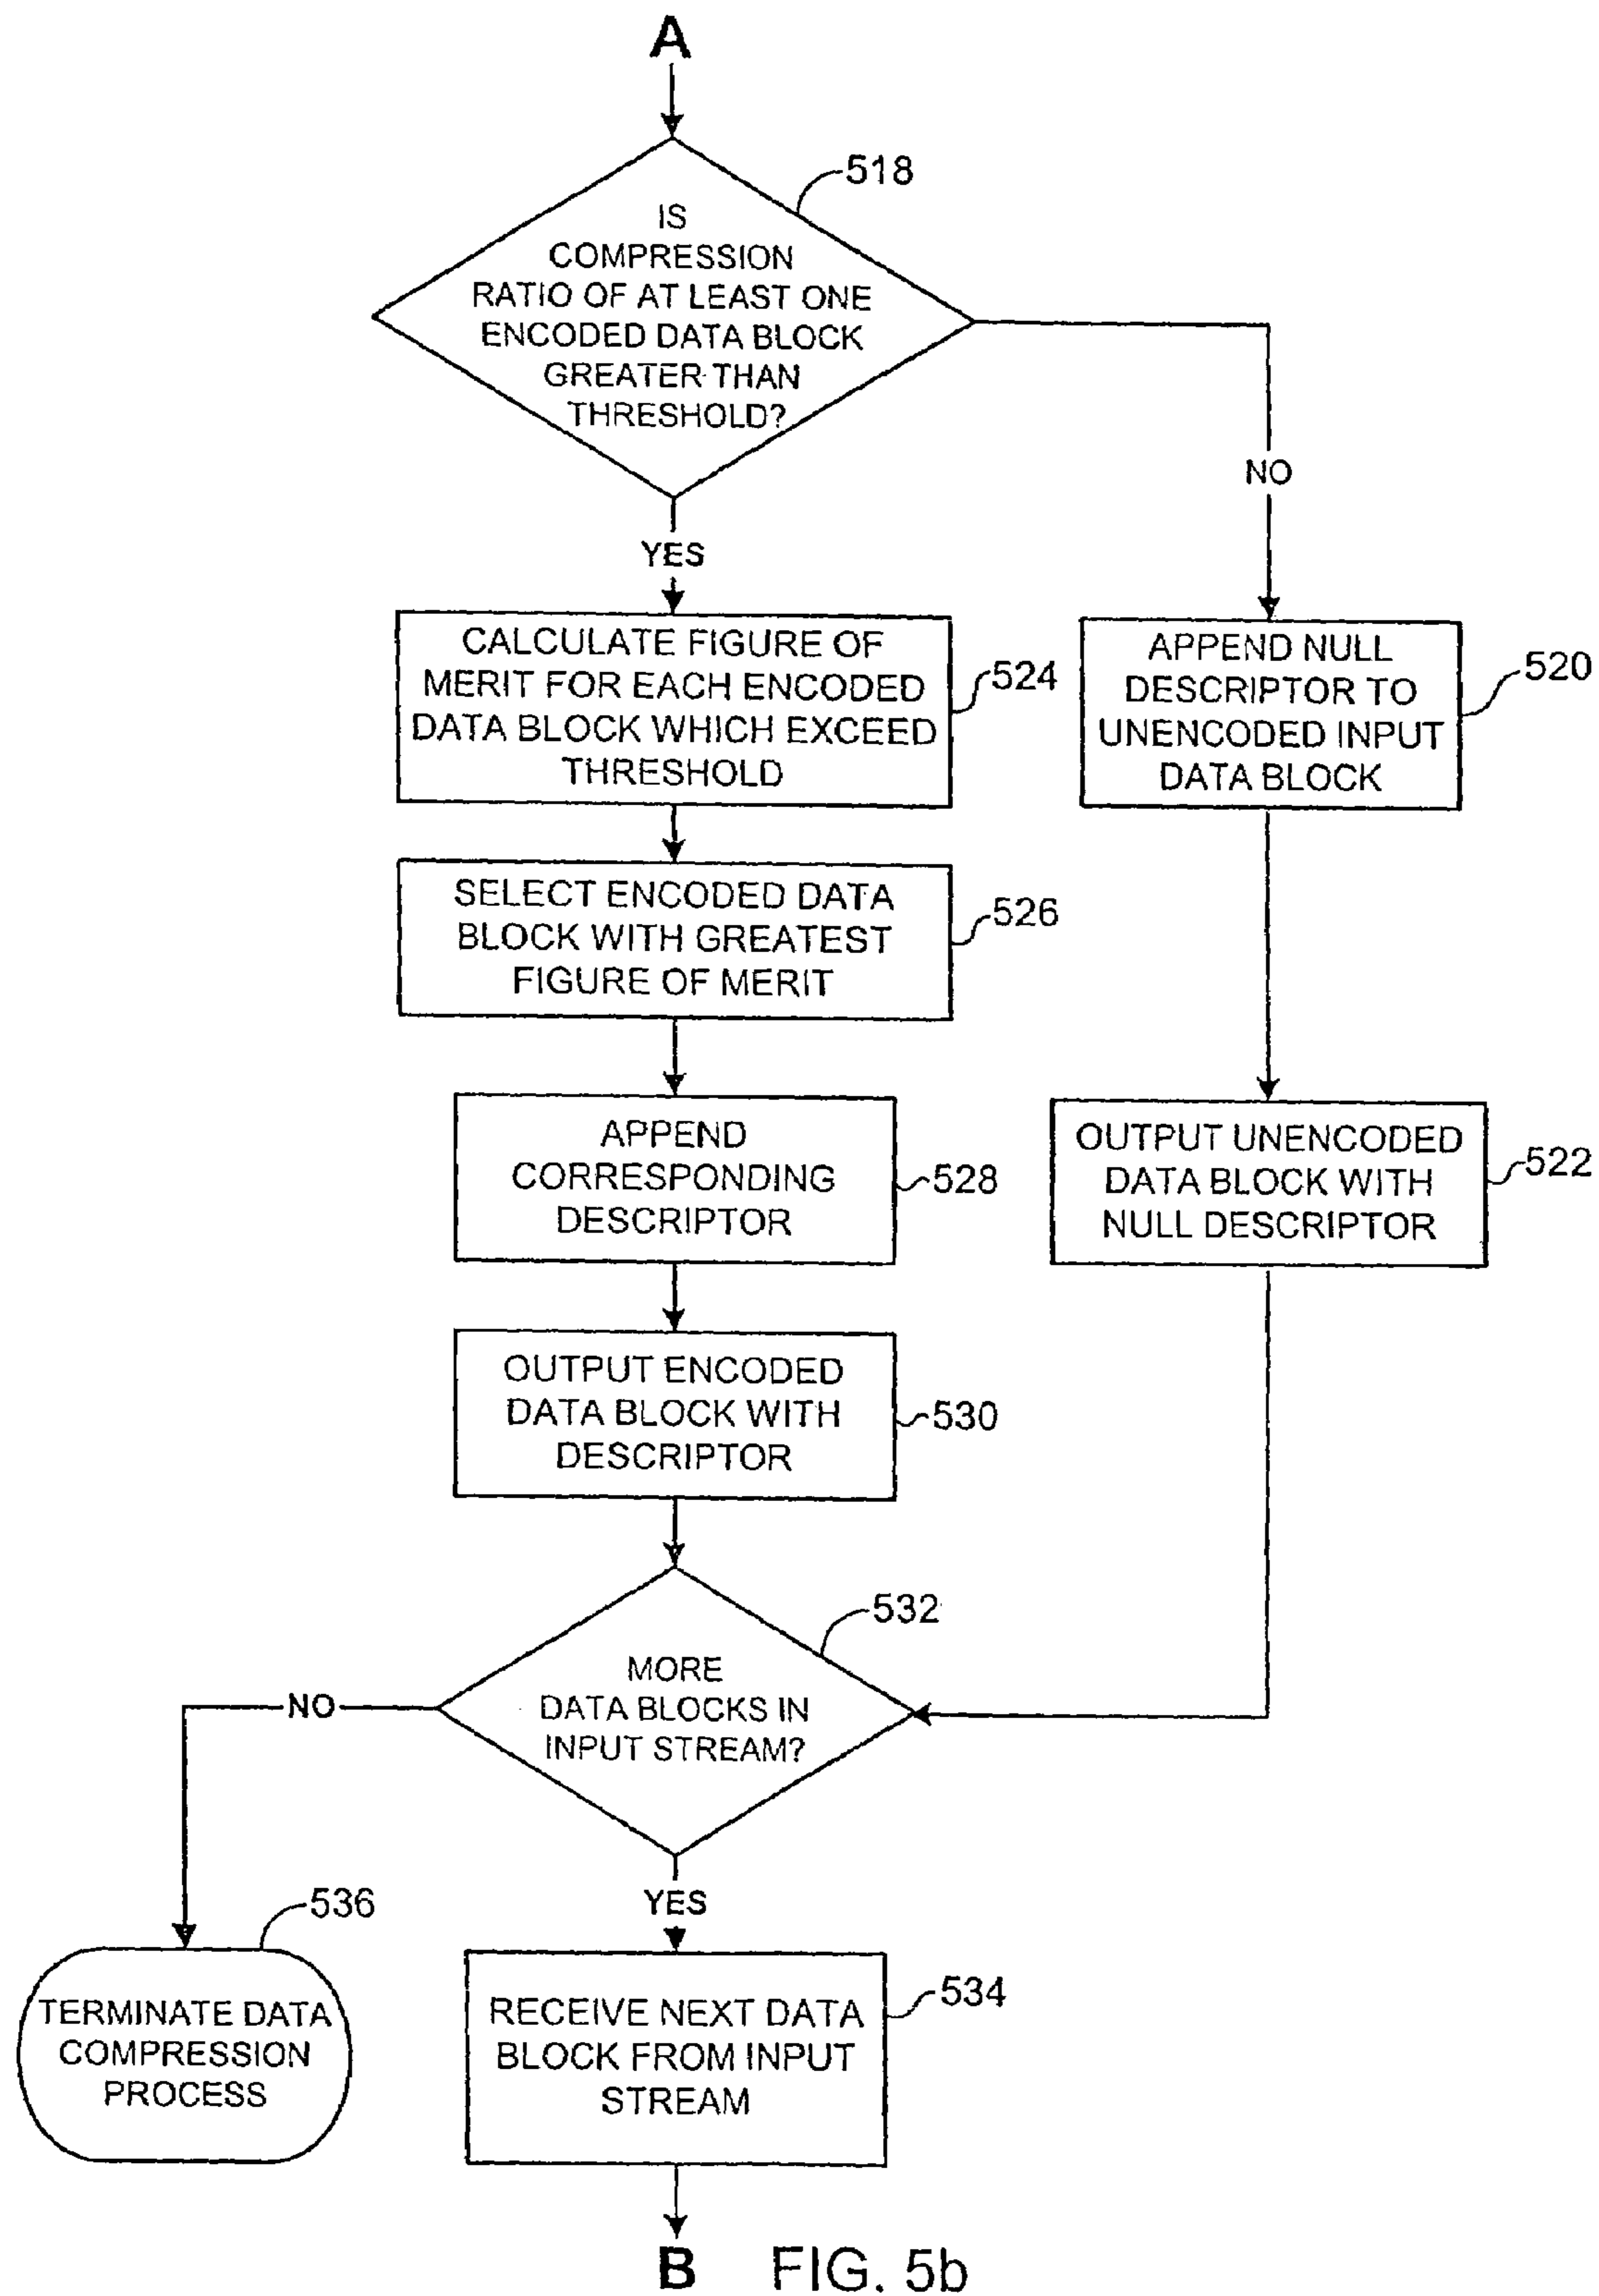 A
518
IS
COMPRESSION
RATIO OF AT LEAST ONE
ENCODED DATA BLOCK
GREATER THAN
THRESHOLD?
NO
YES
CALCULATE FIGURE OF
MERIT FOR EACH ENCODED
DATA BLOCK WHICH EXCEED
THRESHOLD
524
APPEND NULL
DESCRIPTOR TO
UNENCODED INPUT
DATA BLOCK
520
SELECT ENCODED DATA
BLOCK WITH GREATEST
FIGURE OF MERIT
526
APPEND
CORRESPONDING
DESCRIPTOR
528
OUTPUT UNENCODED
DATA BLOCK WITH
NULL DESCRIPTOR
522
OUTPUT ENCODED
DATA BLOCK WITH
DESCRIPTOR
530
532
MORE
DATA BLOCKS IN
INPUT STREAM?
NO
YES
536
TERMINATE DATA
COMPRESSION
PROCESS
534
RECEIVE NEXT DATA
BLOCK FROM INPUT
STREAM
B FIG. 5b